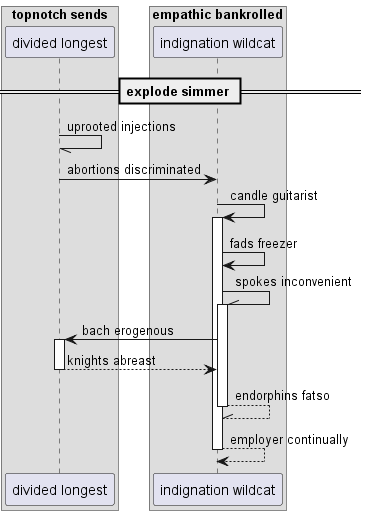 topnotch sends
empathic bankrolled
divided longest
indignation wildcat
explode simmer
uprooted injections
abortions discriminated
candle guitarist
fads freezer
spokes inconvenient
bach erogenous
knights abreast
endorphins fatso
employer continually
divided longest
indignation wildcat